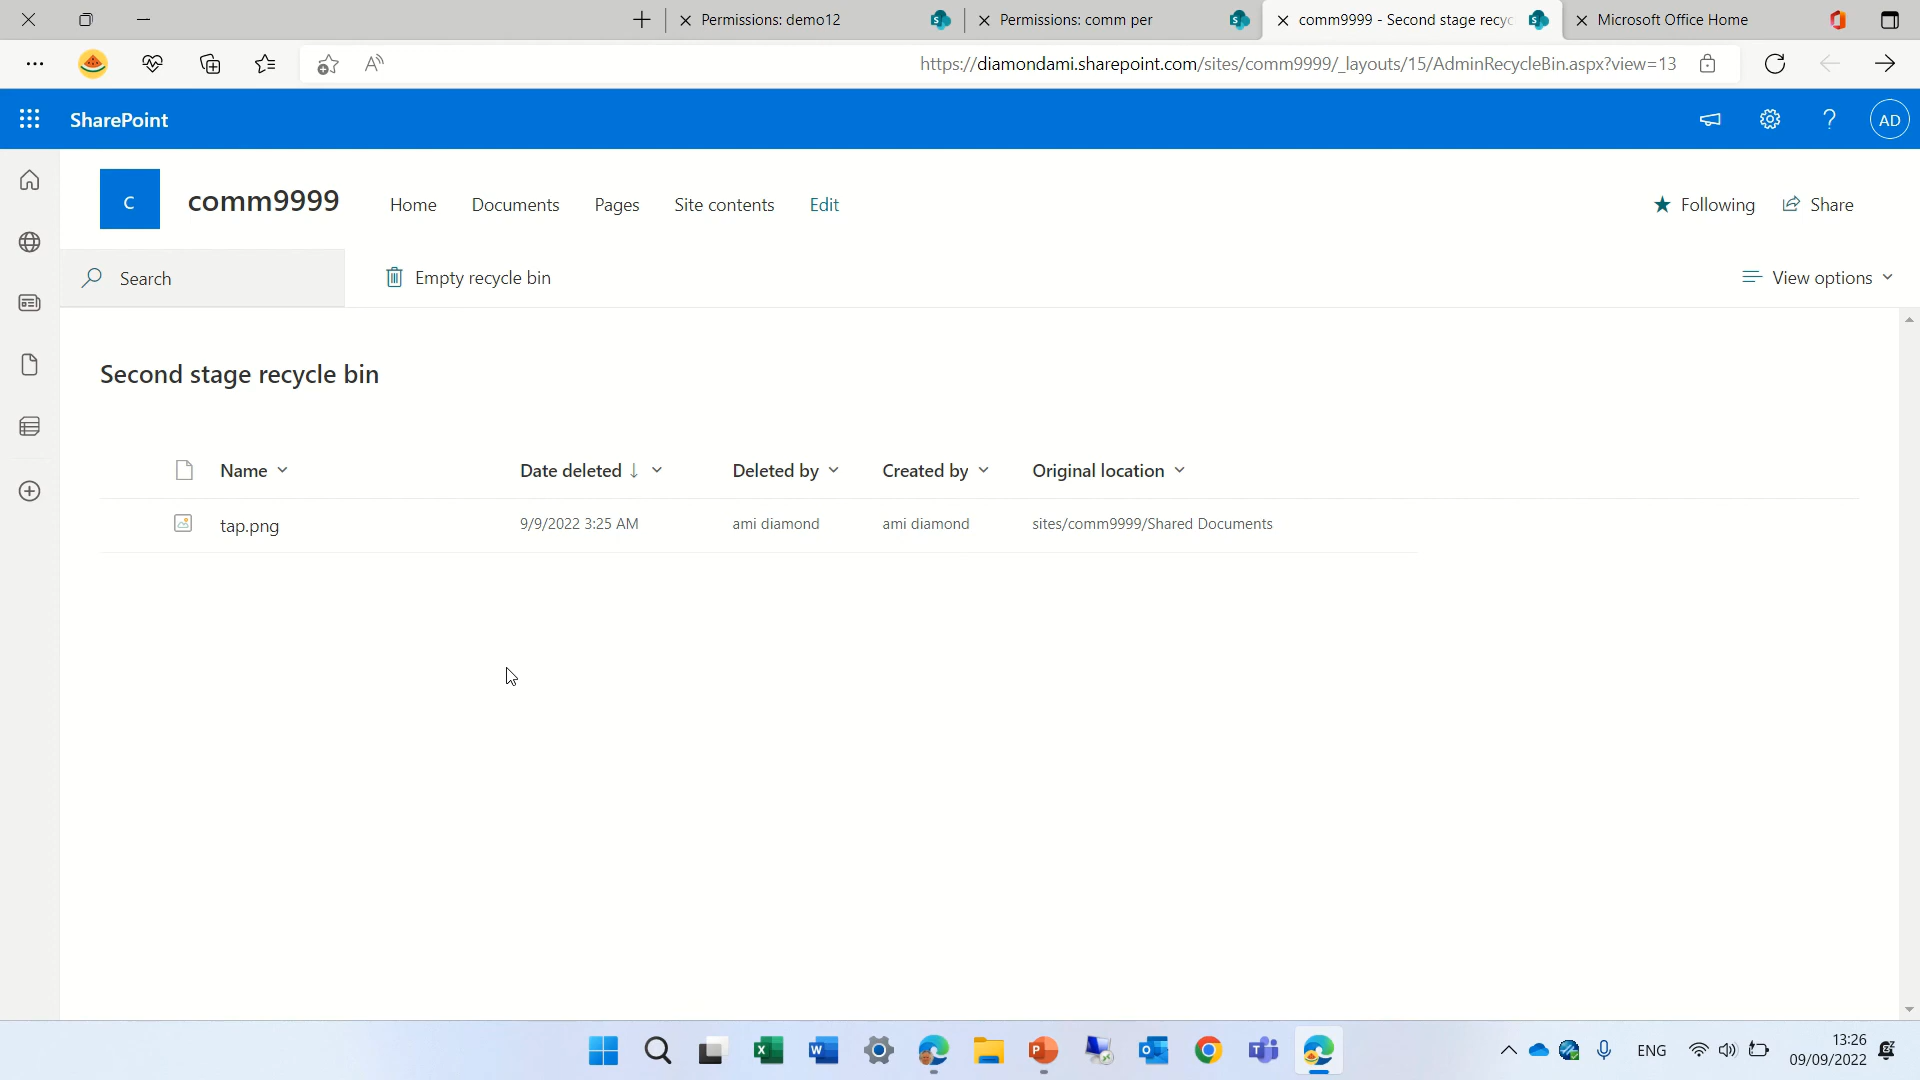 Permissions: demo12
Permissions: comm per
comm9999 - Second stage recyc
Microsoft Office Home
https://diamondami.sharepoint.com/sites/comm9999/_layouts/15/AdminRecycleBin.aspx?view=13
SharePoint
AD
C
comm9999
Home
Documents
Pages
Site contents
Edit
Following
Share
Search
Empty recycle bin
View options
Second stage recycle bin
Name
Date deleted
Deleted by
Created by
Original location
tap.png
9/9/2022 3:25 AM
ami diamond
ami diamond
sites/comm9999/Shared Documents
ENG
13:26
09/09/2022